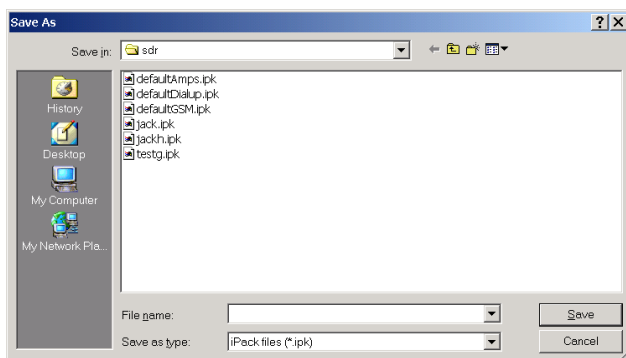 Save As
Save in: sdr
History
Desktop
My Computer
My Network Pla...
defaultAmps.ipk
defaultDialup.ipk
defaultGSM.ipk
jack.ipk
jackh.ipk
testg.ipk
File name:
Save
Save as type: iPack files (*.ipk)
Cancel